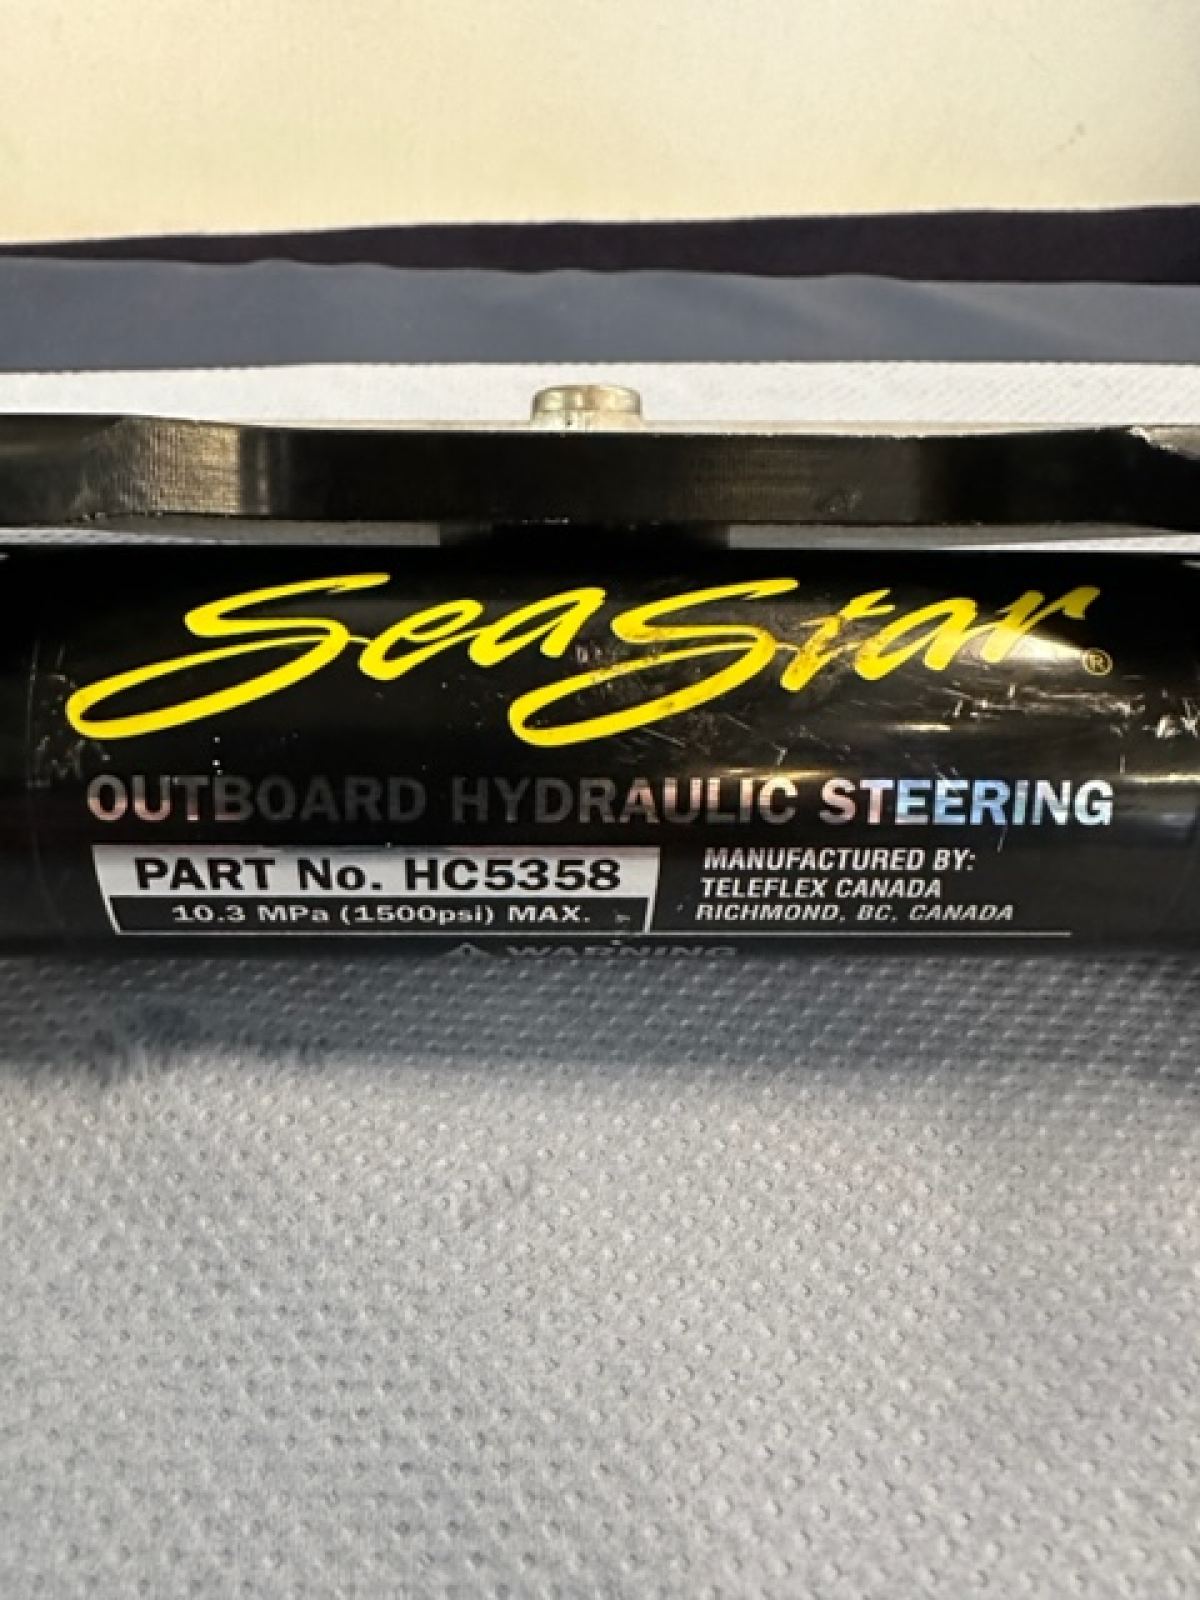 SeaStar®
OUTBOARD HYDRAULIC STEERING
PART No. HC5358
10.3 MPa (1500psi) MAX.
MANUFACTURED BY:
TELEFLEX CANADA
RICHMOND, BC, CANADA
⚠ WARNING